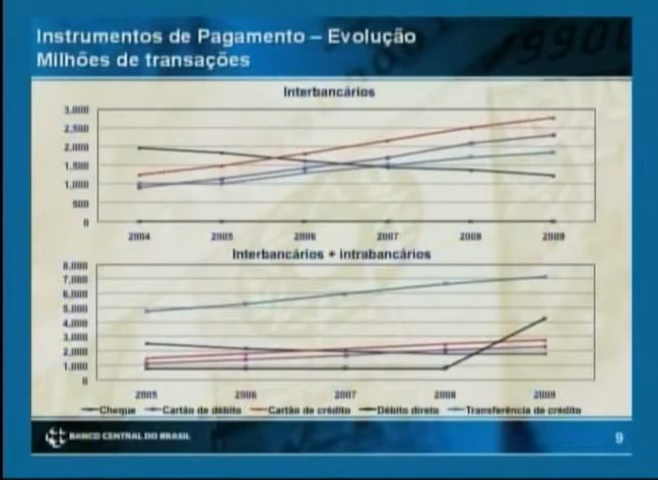 Instrumentos de Pagamento – Evolução
Milhões de transações
Interbancários
3,000
2,500
2,000
1,500
1,000
500
0
2004 2005 2006 2007 2008 2009
Interbancários + intrabancários
8,000
7,000
6,000
5,000
4,000
3,000
2,000
1,000
0
2005 2006 2007 2008 2009
Cheque Cartão de débito Cartão de crédito Débito direto Transferência de crédito
BANCO CENTRAL DO BRASIL
9